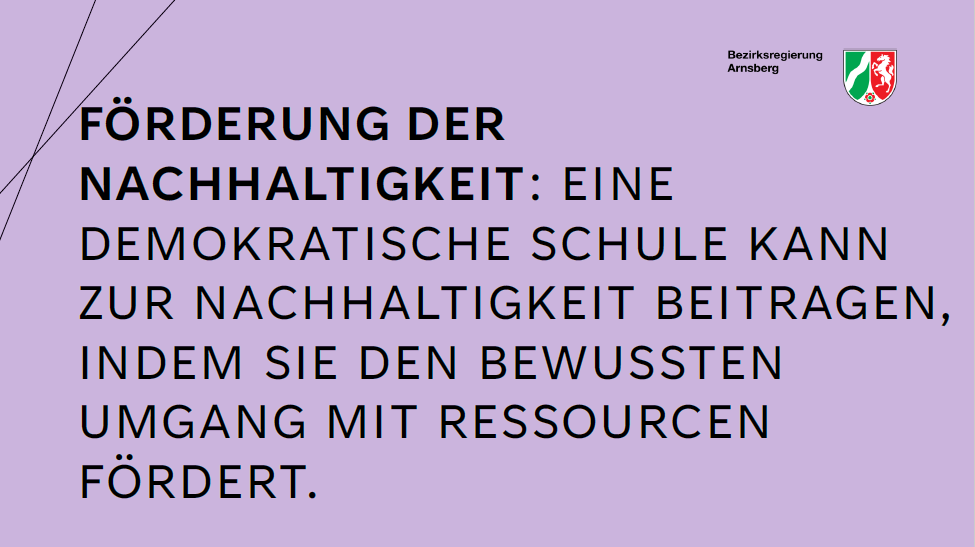 Bezirksregierung
Arnsberg
FÖRDERUNG DER
NACHHALTIGKEIT: EINE
DEMOKRATISCHE SCHULE KANN
ZUR NACHHALTIGKEIT BEITRAGEN,
INDEM SIE DEN BEWUSSTEN
UMGANG MIT RESSOURCEN
FÖRDERT.